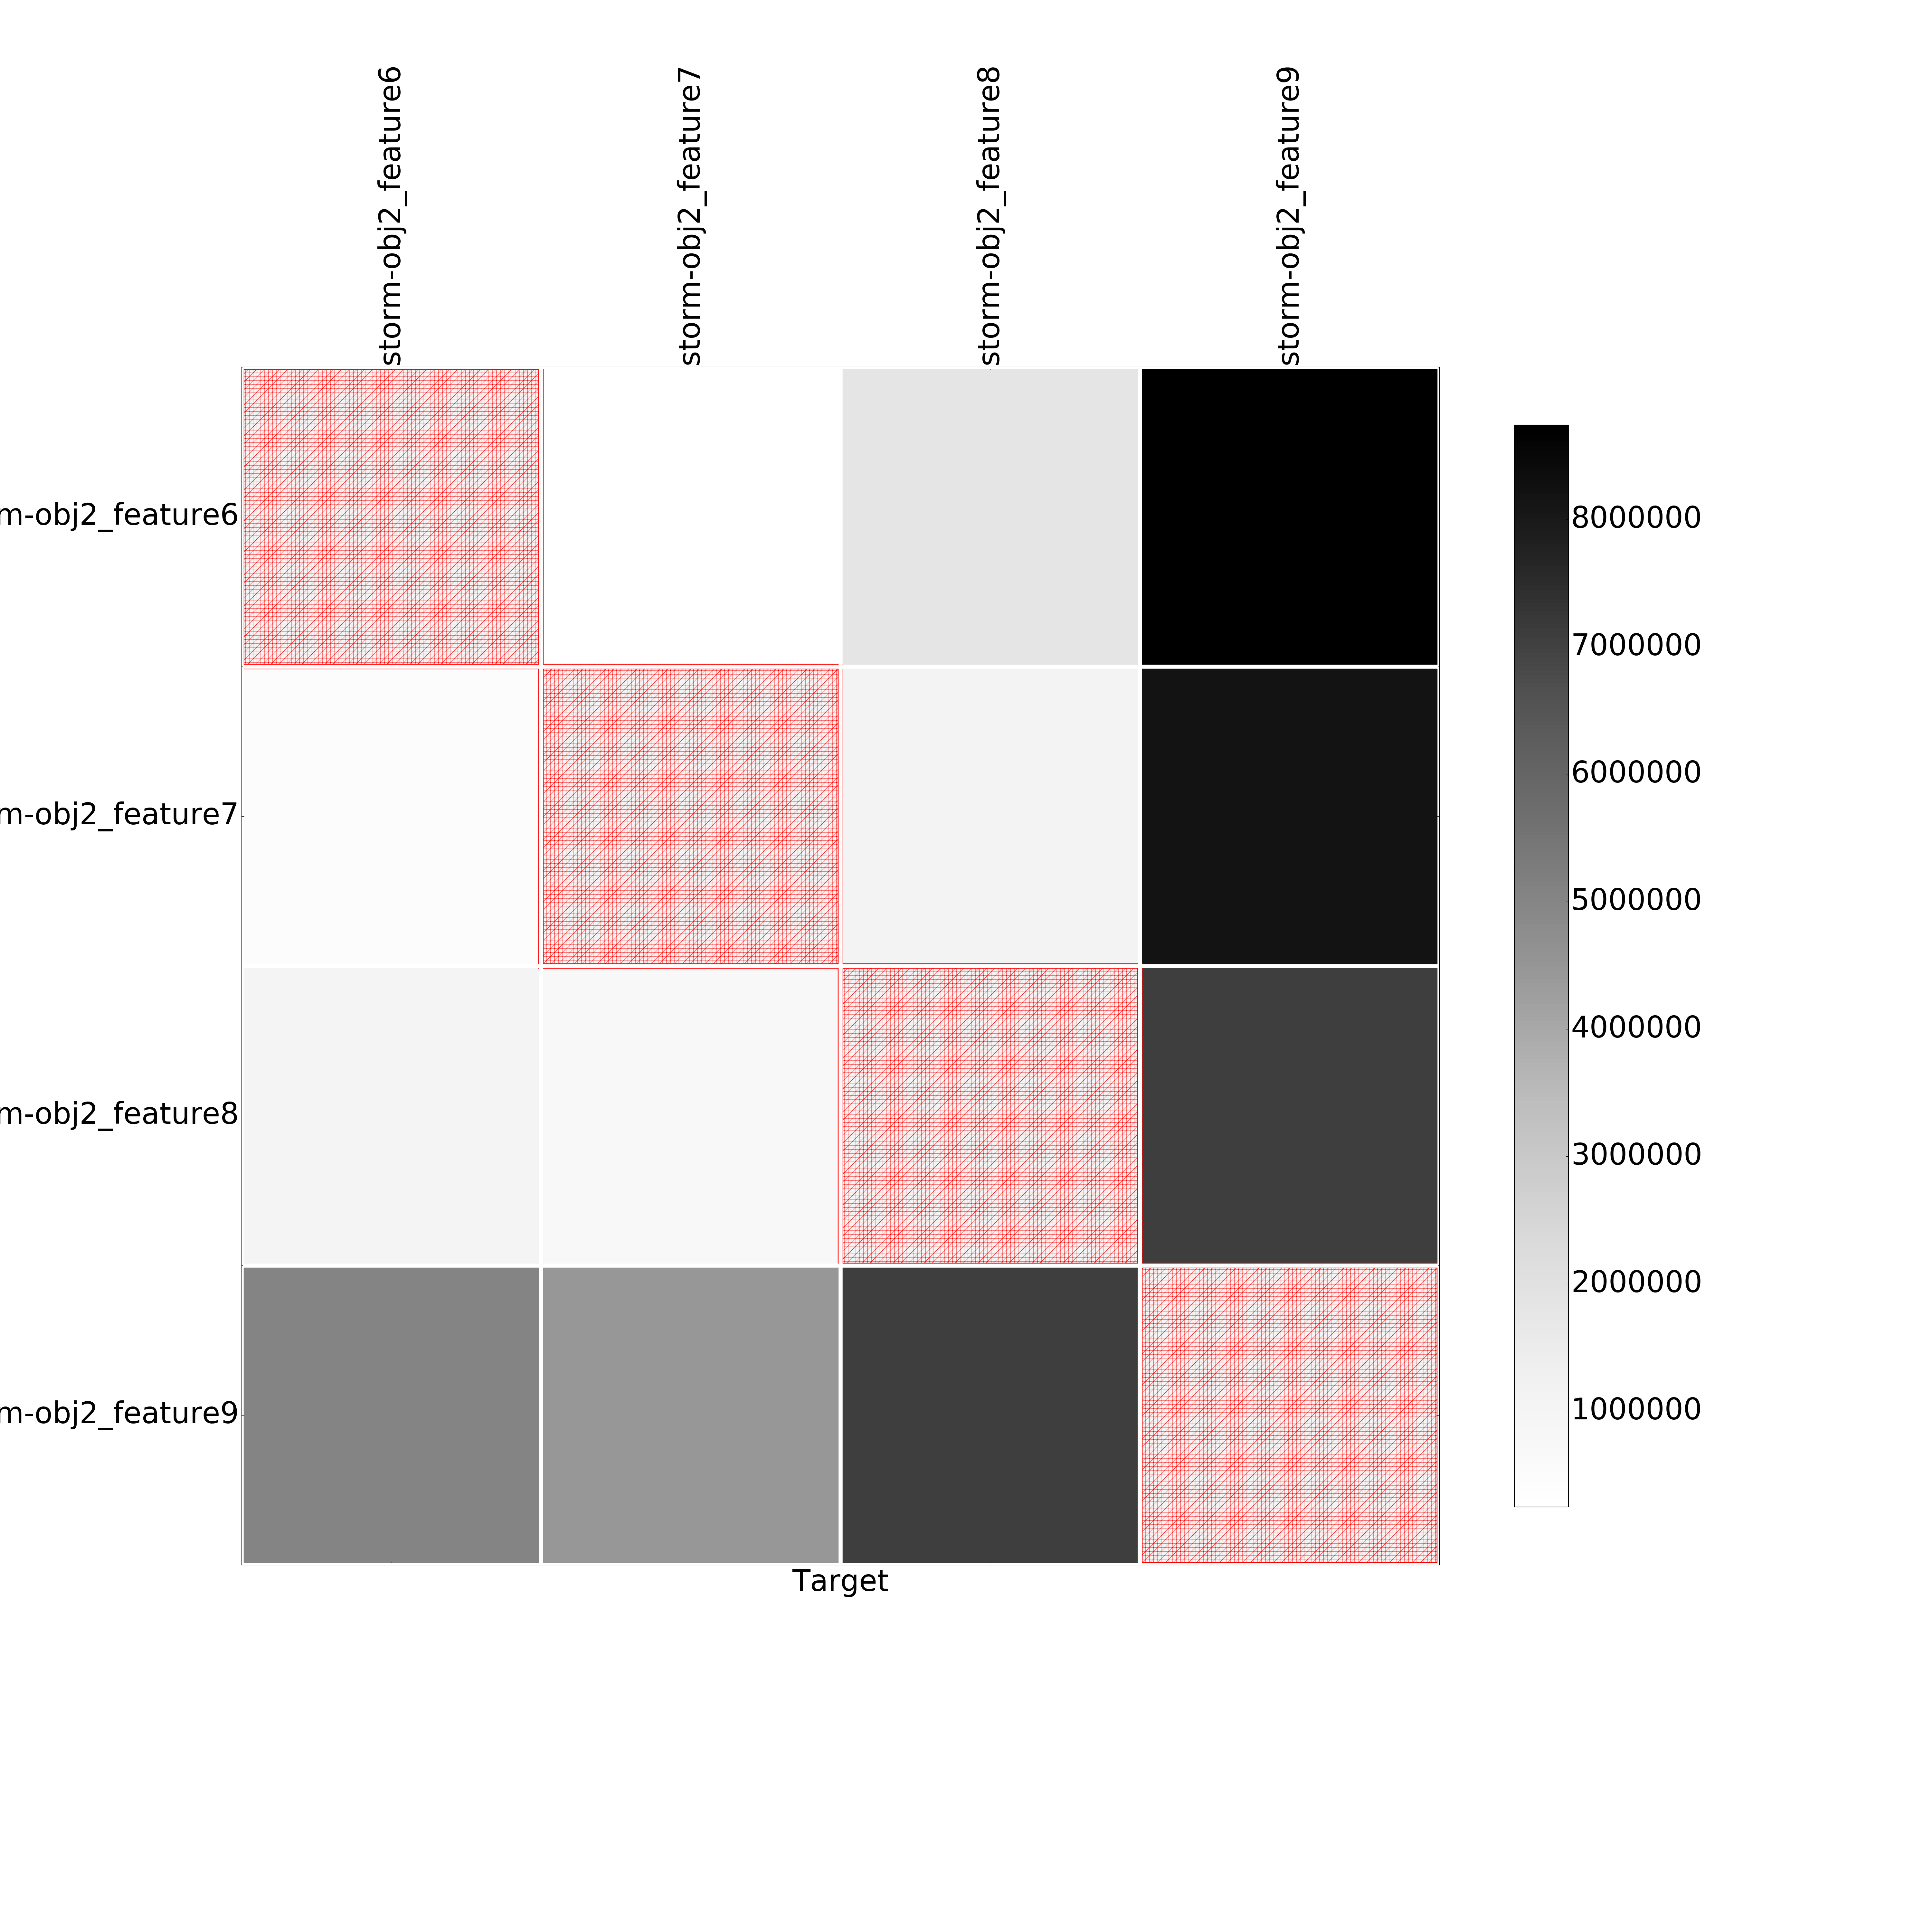 storm-obj2_feature6
storm-obj2_feature7
storm-obj2_feature8
storm-obj2_feature9
m-obj2_feature6
m-obj2_feature7
m-obj2_feature8
m-obj2_feature9
8000000
7000000
6000000
5000000
4000000
3000000
2000000
1000000
Target